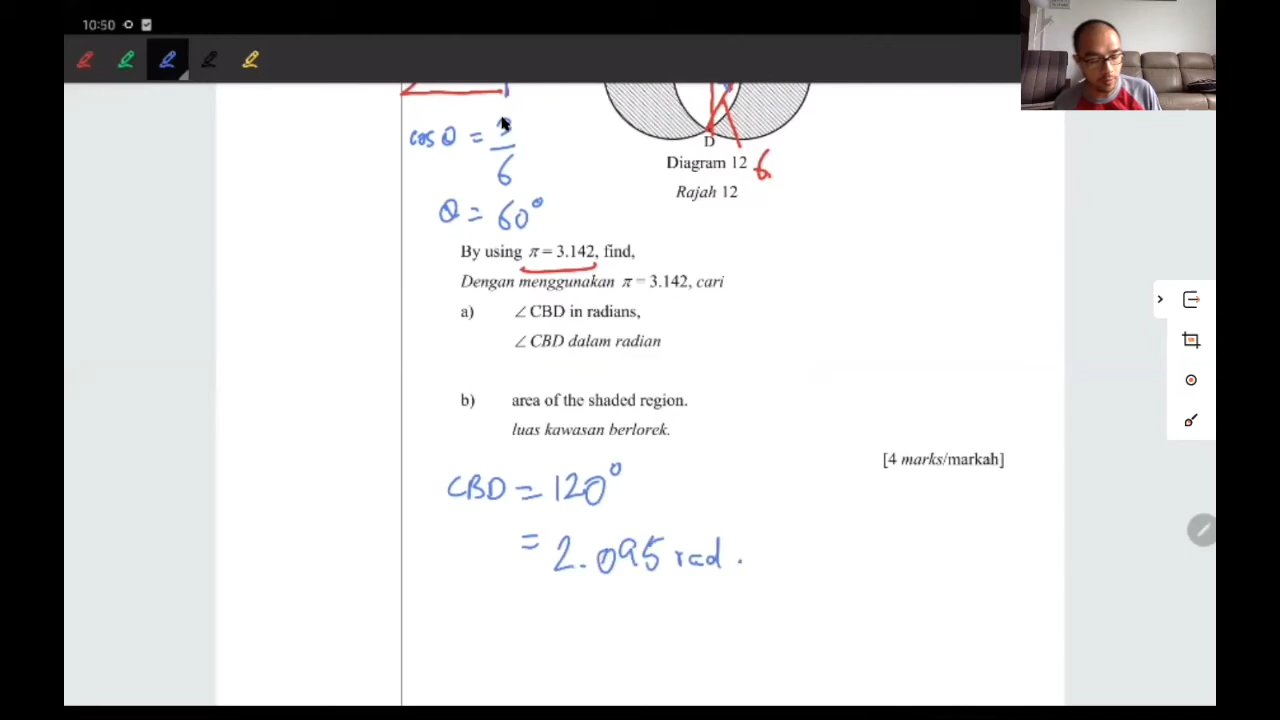 10:50
cos θ = 3/6
θ = 60°
D
Diagram 12 6
Rajah 12
By using π = 3.142, find,
Dengan menggunakan π = 3.142, cari
a) ∠CBD in radians,
∠CBD dalam radian
b) area of the shaded region.
luas kawasan berlorek.
[4 marks/markah]
CBD = 120°
= 2.095 rad.